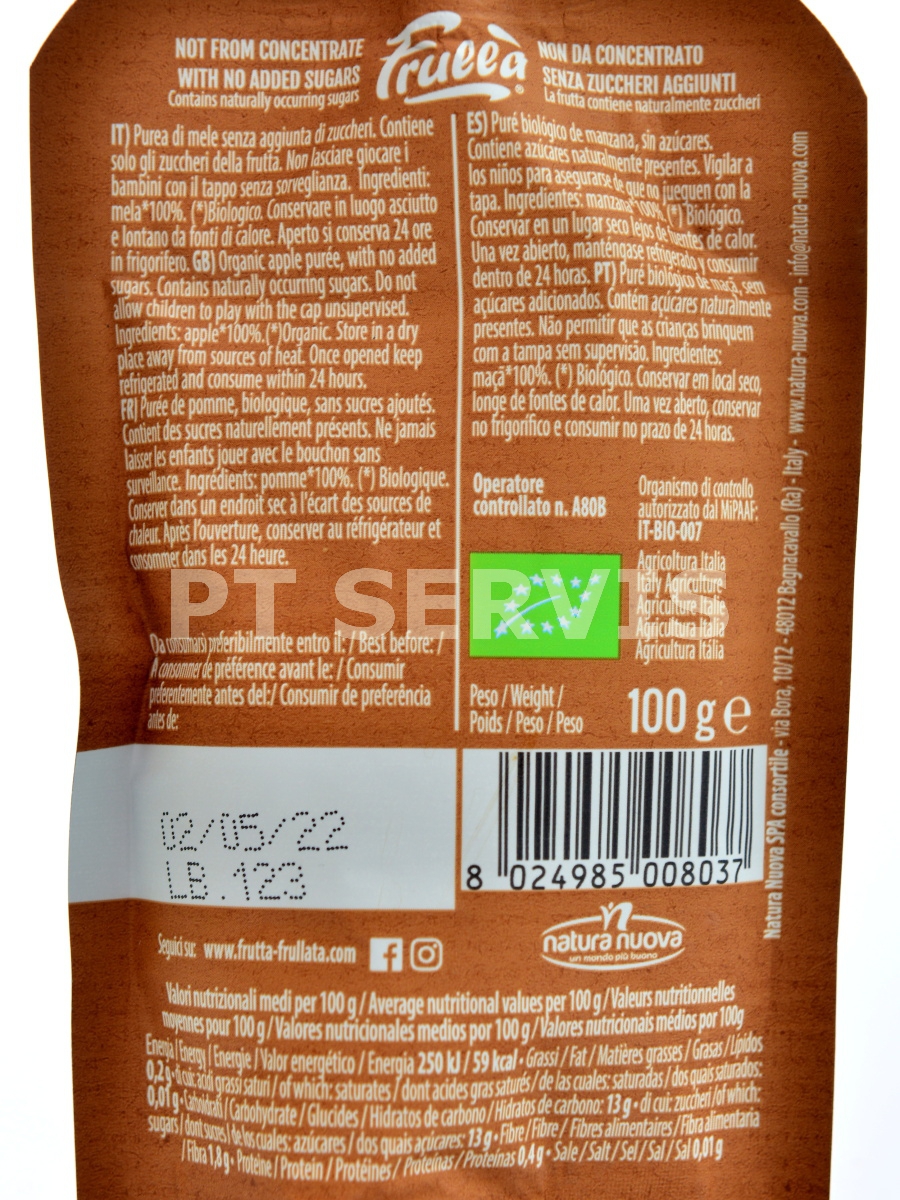 NOT FROM CONCENTRATE
WITH NO ADDED SUGARS
Contains naturally occurring sugars
Frullà®
NON DA CONCENTRATO
SENZA ZUCCHERI AGGIUNTI
La frutta contiene naturalmente zuccheri
IT) Purea di mele senza aggiunta di zuccheri. Contiene
solo gli zuccheri della frutta. Non lasciare giocare i
bambini con il tappo senza sorveglianza. Ingredienti:
mela*100%. (*)Biologico. Conservare in luogo asciutto
e lontano da fonti di calore. Aperto si conserva 24 ore
in frigorifero. GB) Organic apple purée, with no added
sugars. Contains naturally occurring sugars. Do not
allow children to play with the cap unsupervised.
Ingredients: apple*100%.(*)Organic. Store in a dry
place away from sources of heat. Once opened keep
refrigerated and consume within 24 hours.
FR) Purée de pomme, biologique, sans sucres ajoutés.
Contient des sucres naturellement présents. Ne jamais
laisser les enfants jouer avec le bouchon sans
surveillance. Ingrédients: pomme*100%. (*) Biologique.
Conserver dans un endroit sec à l'écart des sources de
chaleur. Après l'ouverture, conserver au réfrigérateur et
consommer dans les 24 heure.
Da consumarsi preferibilmente entro il: / Best before: /
A consommer de préférence avant le: / Consumir
preferentemente antes del:/ Consumir de preferência
antes de:
02/05/22
LB.123
ES) Puré biológico de manzana, sin azúcares.
Contiene azúcares naturalmente presentes. Vigilar a
los niños para asegurarse de que no jueguen con la
tapa. Ingredientes: manzana*100% (*) Biológico.
Conservar en un lugar seco lejos de fuentes de calor.
Una vez abierto, manténgase refrigerado y consumir
dentro de 24 horas. PT) Puré biológico de maçã, sem
açúcares adicionados. Contém açúcares naturalmente
presentes. Não permitir que as crianças brinquem
com a tampa sem supervisão. Ingredientes:
maçã*100%. (*) Biológico. Conservar em local seco,
longe de fontes de calor. Uma vez aberto, conservar
no frigorífico e consumir no prazo de 24 horas.
Operatore
controllato n. A80B
Organismo di controllo
autorizzato dal MiPAAF:
IT-BIO-007
Agricoltura Italia
Italy Agriculture
Agriculture Italie
Agricultura Italia
Agricultura Itália
PT SERVIS
Peso / Weight /
Poids / Peso / Peso
100 g e
8 024985 008037
Natura Nuova SPA consortile - via Bora, 10/12 - 48012 Bagnacavallo (Ra) - Italy - www.natura-nuova.com - info@natura-nuova.com
Seguici su: www.frutta-frullata.com
natura nuova
un mondo più buono
Valori nutrizionali medi per 100 g / Average nutritional values per 100 g / Valeurs nutritionnelles
moyennes pour 100 g / Valores nutricionales medios por 100 g / Valores nutricionais médios por 100g
Energia / Energy / Energie / Valor energético / Energia 250 kJ / 59 kcal • Grassi / Fat / Matières grasses / Grasas / Lípidos
0,2g • di cui: acidi grassi saturi / of which: saturates / dont acides gras saturés / de las cuales: saturadas / dos quais saturados:
0,01 g • Carboidrati / Carbohydrate / Glucides / Hidratos de carbono / Hidratos de carbono: 13 g • di cui: zuccheri / of which:
sugars / dont sucres / de los cuales: azúcares / dos quais açúcares: 13 g • Fibre / Fibre / Fibres alimentaires / Fibra alimentaria
/ Fibra 1,8 g • Proteine / Protein / Protéines / Proteínas / Proteínas 0,4 g • Sale / Salt / Sel / Sal / Sal 0,01 g